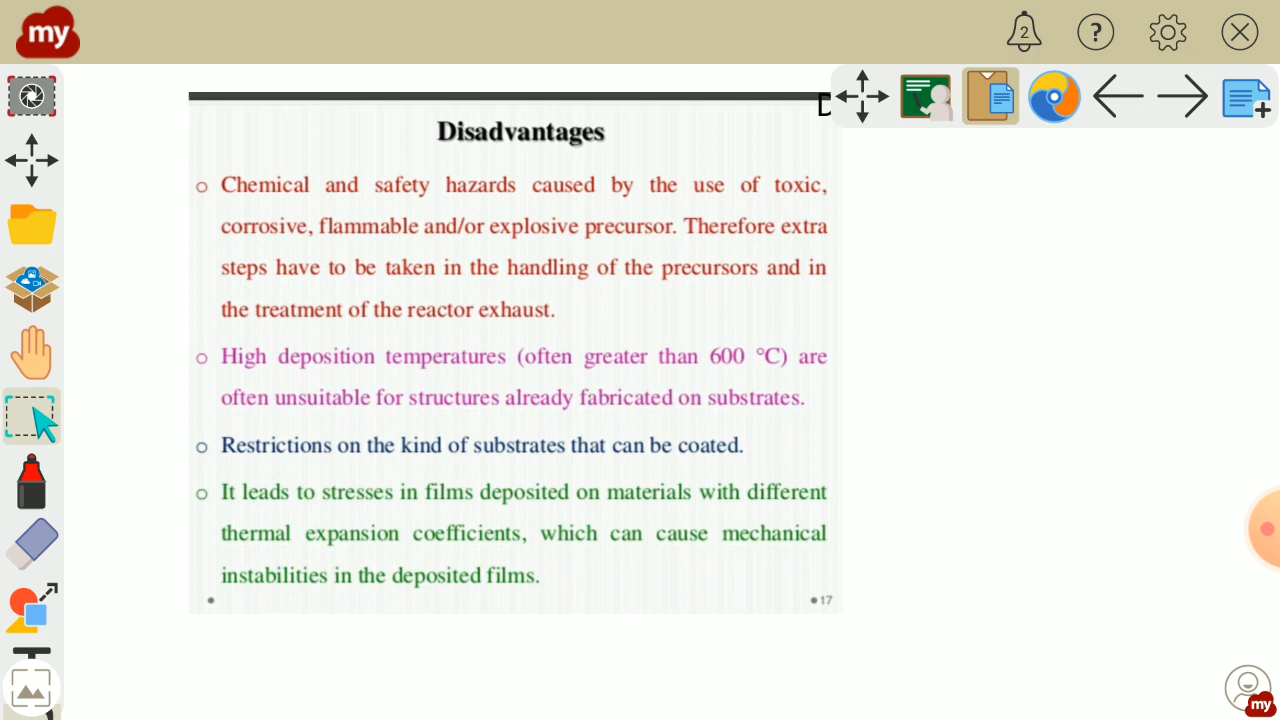 my
2
?
D
Disadvantages
o Chemical and safety hazards caused by the use of toxic,
corrosive, flammable and/or explosive precursor. Therefore extra
steps have to be taken in the handling of the precursors and in
the treatment of the reactor exhaust.
o High deposition temperatures (often greater than 600 °C) are
often unsuitable for structures already fabricated on substrates.
o Restrictions on the kind of substrates that can be coated.
o It leads to stresses in films deposited on materials with different
thermal expansion coefficients, which can cause mechanical
instabilities in the deposited films.
17
my